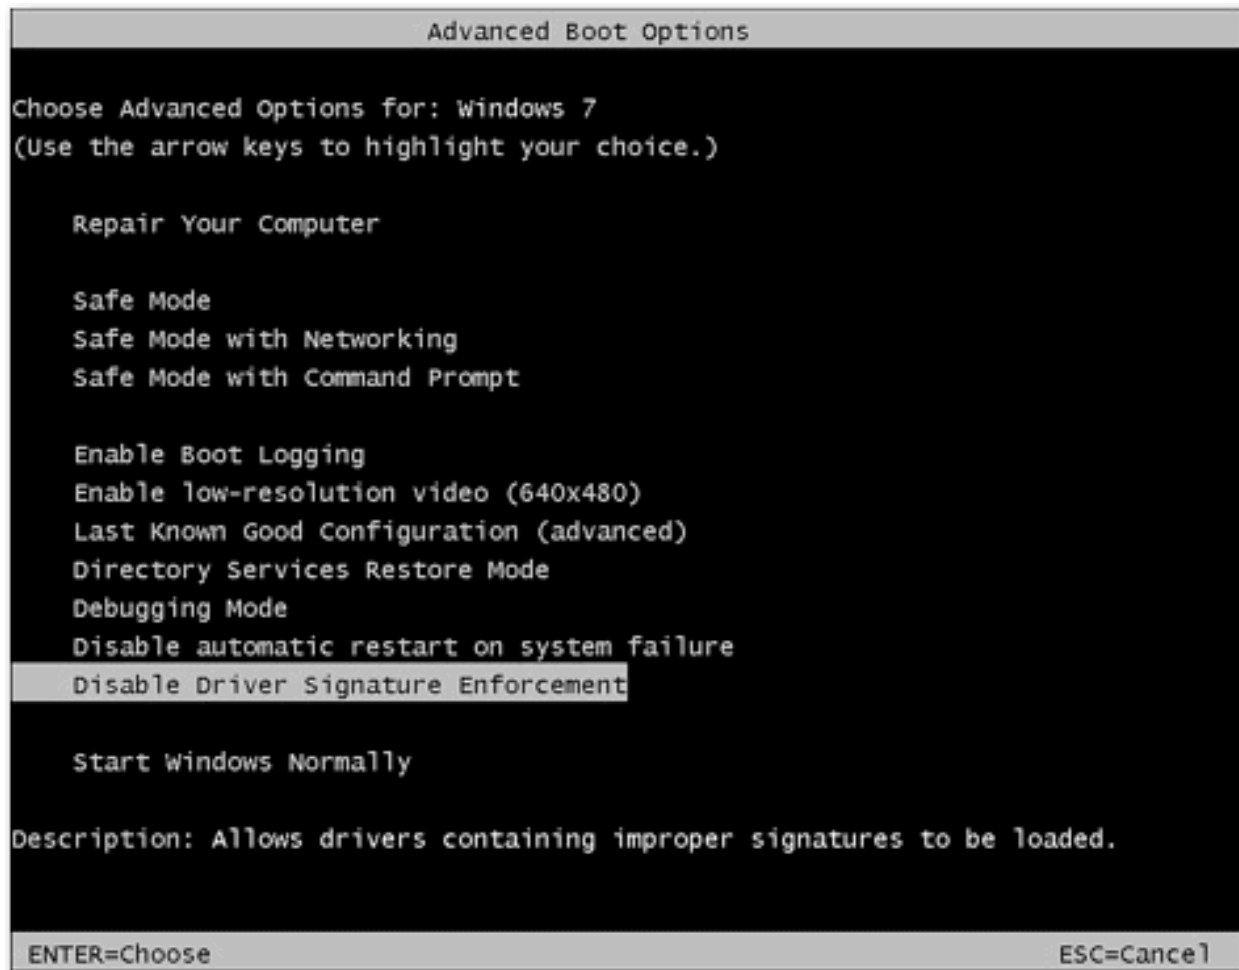 Advanced Boot Options
Choose Advanced Options for: Windows 7
(Use the arrow keys to highlight your choice.)
Repair Your Computer
Safe Mode
Safe Mode with Networking
Safe Mode with Command Prompt
Enable Boot Logging
Enable low-resolution video (640x480)
Last Known Good Configuration (advanced)
Directory Services Restore Mode
Debugging Mode
Disable automatic restart on system failure
Disable Driver Signature Enforcement
Start Windows Normally
Description: Allows drivers containing improper signatures to be loaded.
ENTER=Choose ESC=Cancel